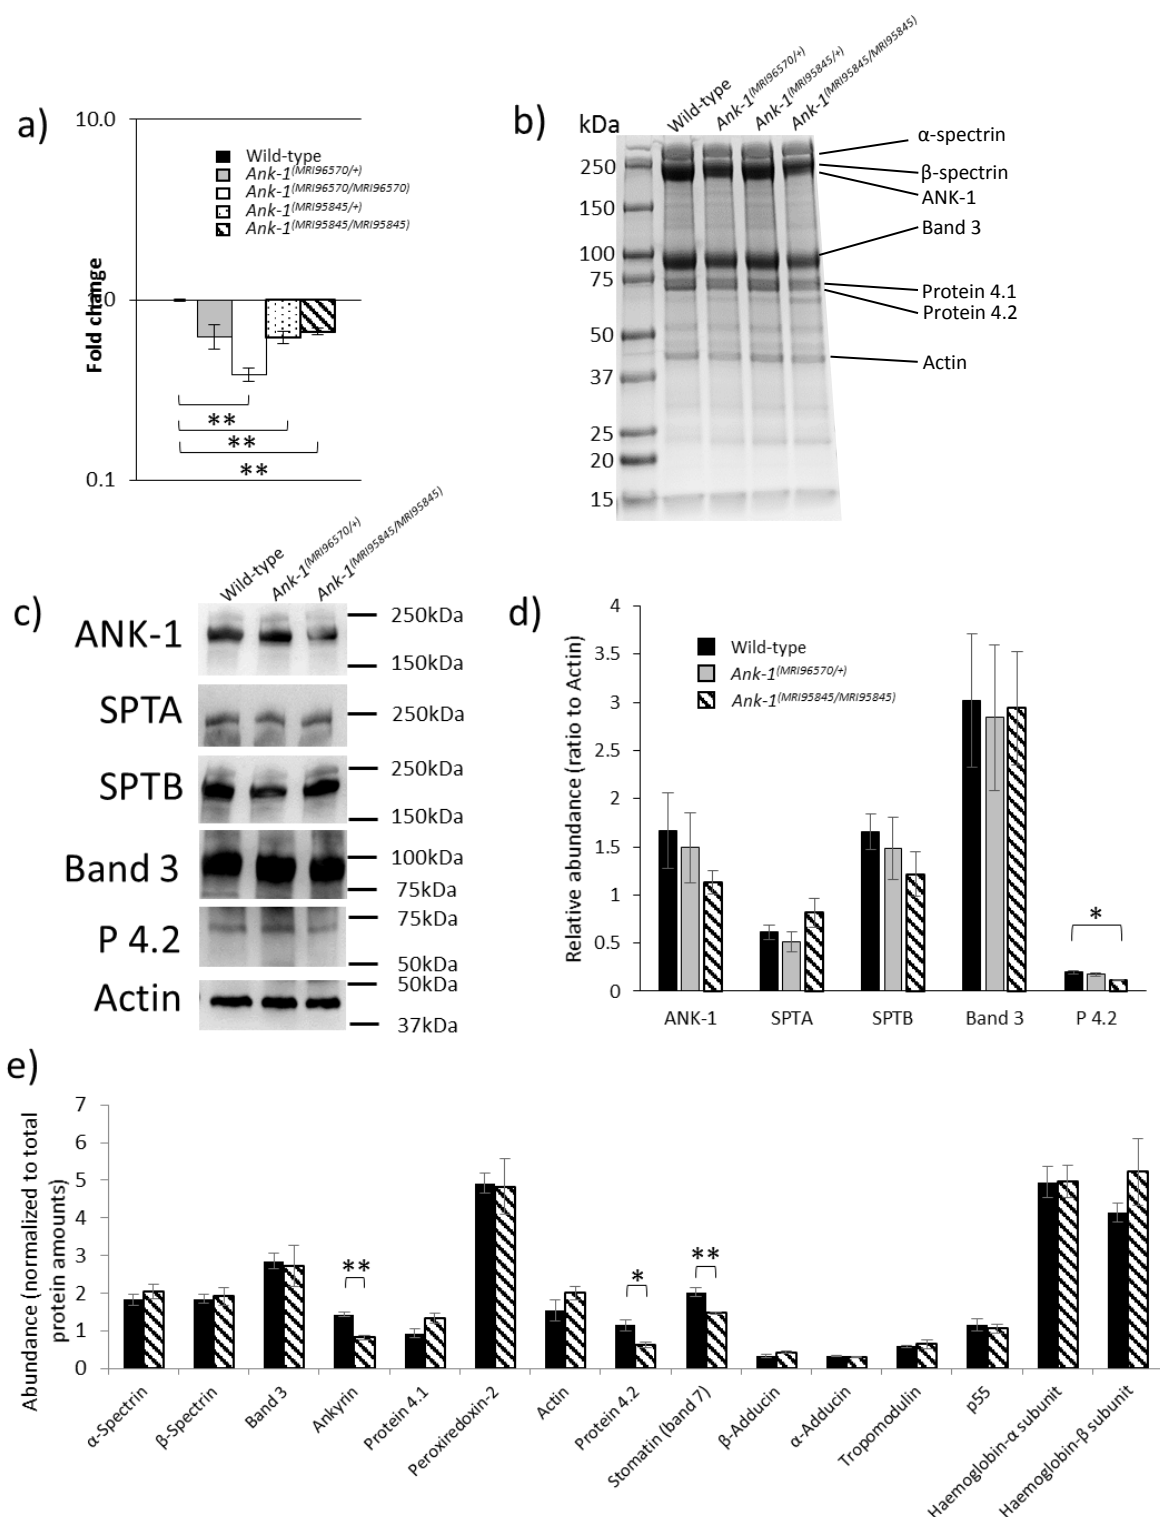 a)
10.0
1.0
0.1
Fold change
Wild-type
Ank-1(MRI96570/+)
Ank-1(MRI96570/MRI96570)
Ank-1(MRI95845/+)
Ank-1(MRI95845/MRI95845)
**
**
**
b)
kDa
Wild-type
Ank-1(MRI96570/+)
Ank-1(MRI95845/+)
Ank-1(MRI95845/MRI95845)
250
150
100
75
50
37
25
20
15
α-spectrin
β-spectrin
ANK-1
Band 3
Protein 4.1
Protein 4.2
Actin
c)
Wild-type
Ank-1(MRI96570/+)
Ank-1(MRI95845/MRI95845)
ANK-1
250kDa
150kDa
SPTA
250kDa
SPTB
250kDa
150kDa
Band 3
100kDa
75kDa
P 4.2
75kDa
50kDa
Actin
50kDa
37kDa
d)
Relative abundance (ratio to Actin)
4
3.5
3
2.5
2
1.5
1
0.5
0
Wild-type
Ank-1(MRI96570/+)
Ank-1(MRI95845/MRI95845)
*
ANK-1
SPTA
SPTB
Band 3
P 4.2
e)
Abundance (normalized to total
protein amounts)
7
6
5
4
3
2
1
0
**
*
**
α-Spectrin
β-Spectrin
Band 3
Ankyrin
Protein 4.1
Peroxiredoxin-2
Actin
Protein 4.2
Stomatin (band 7)
β-Adducin
α-Adducin
Tropomodulin
p55
Haemoglobin-α subunit
Haemoglobin-β subunit